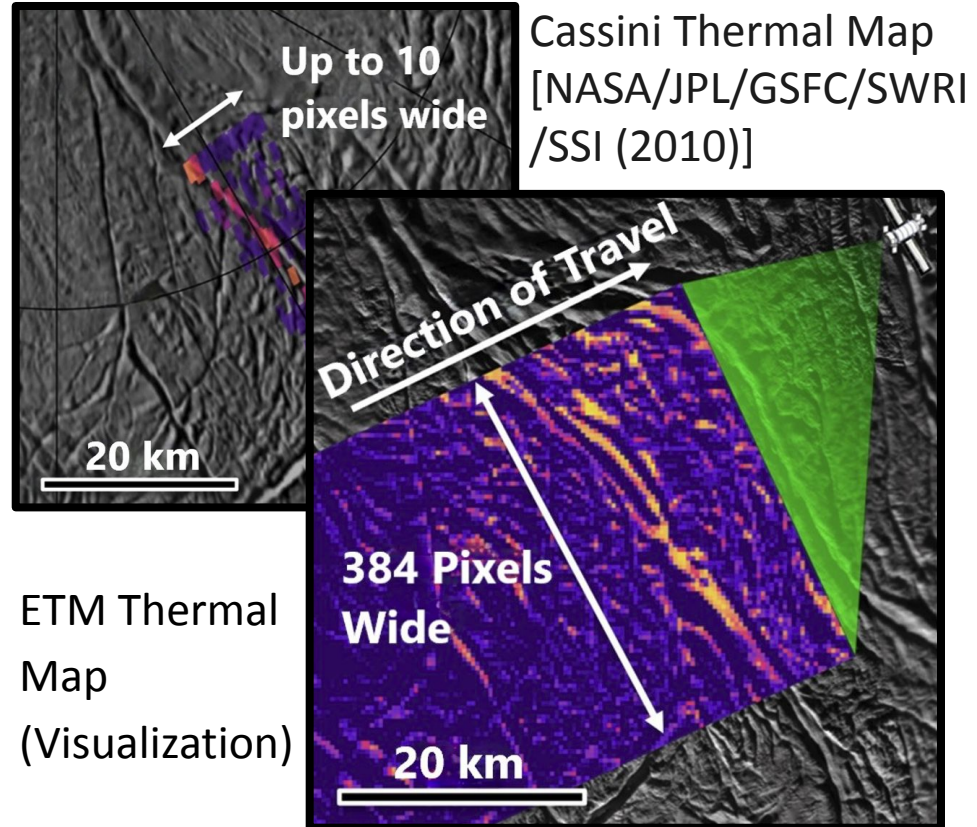 Up to 10
pixels wide
20 km
Cassini Thermal Map
[NASA/JPL/GSFC/SWRI
/SSI (2010)]
Direction of Travel
384 Pixels
Wide
20 km
ETM Thermal
Map
(Visualization)